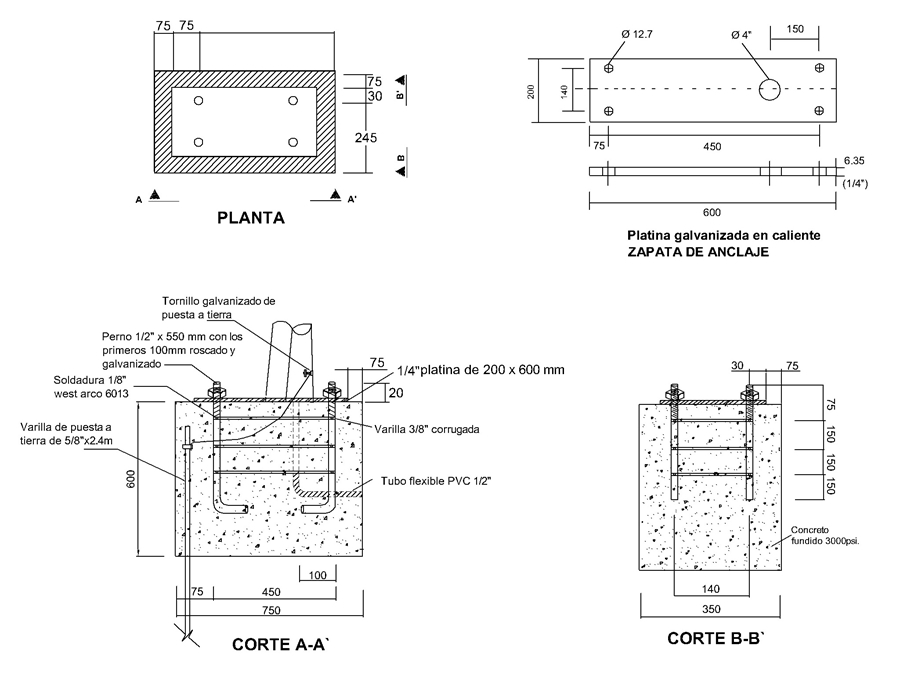 75 75
75
30
B'
245
B
A
A'
PLANTA
Ø 12.7
Ø 4"
150
200
140
75
450
6.35
(1/4")
600
Platina galvanizada en caliente
ZAPATA DE ANCLAJE
Tornillo galvanizado de
puesta a tierra
Perno 1/2" x 550 mm con los
primeros 100mm roscado y
galvanizado
Soldadura 1/8"
west arco 6013
Varilla de puesta a
tierra de 5/8"x2.4m
75
1/4"platina de 200 x 600 mm
20
Varilla 3/8" corrugada
Tubo flexible PVC 1/2"
600
100
75
450
750
CORTE A-A`
30
75
75
150
150
150
Concreto
fundido 3000psi.
140
350
CORTE B-B`